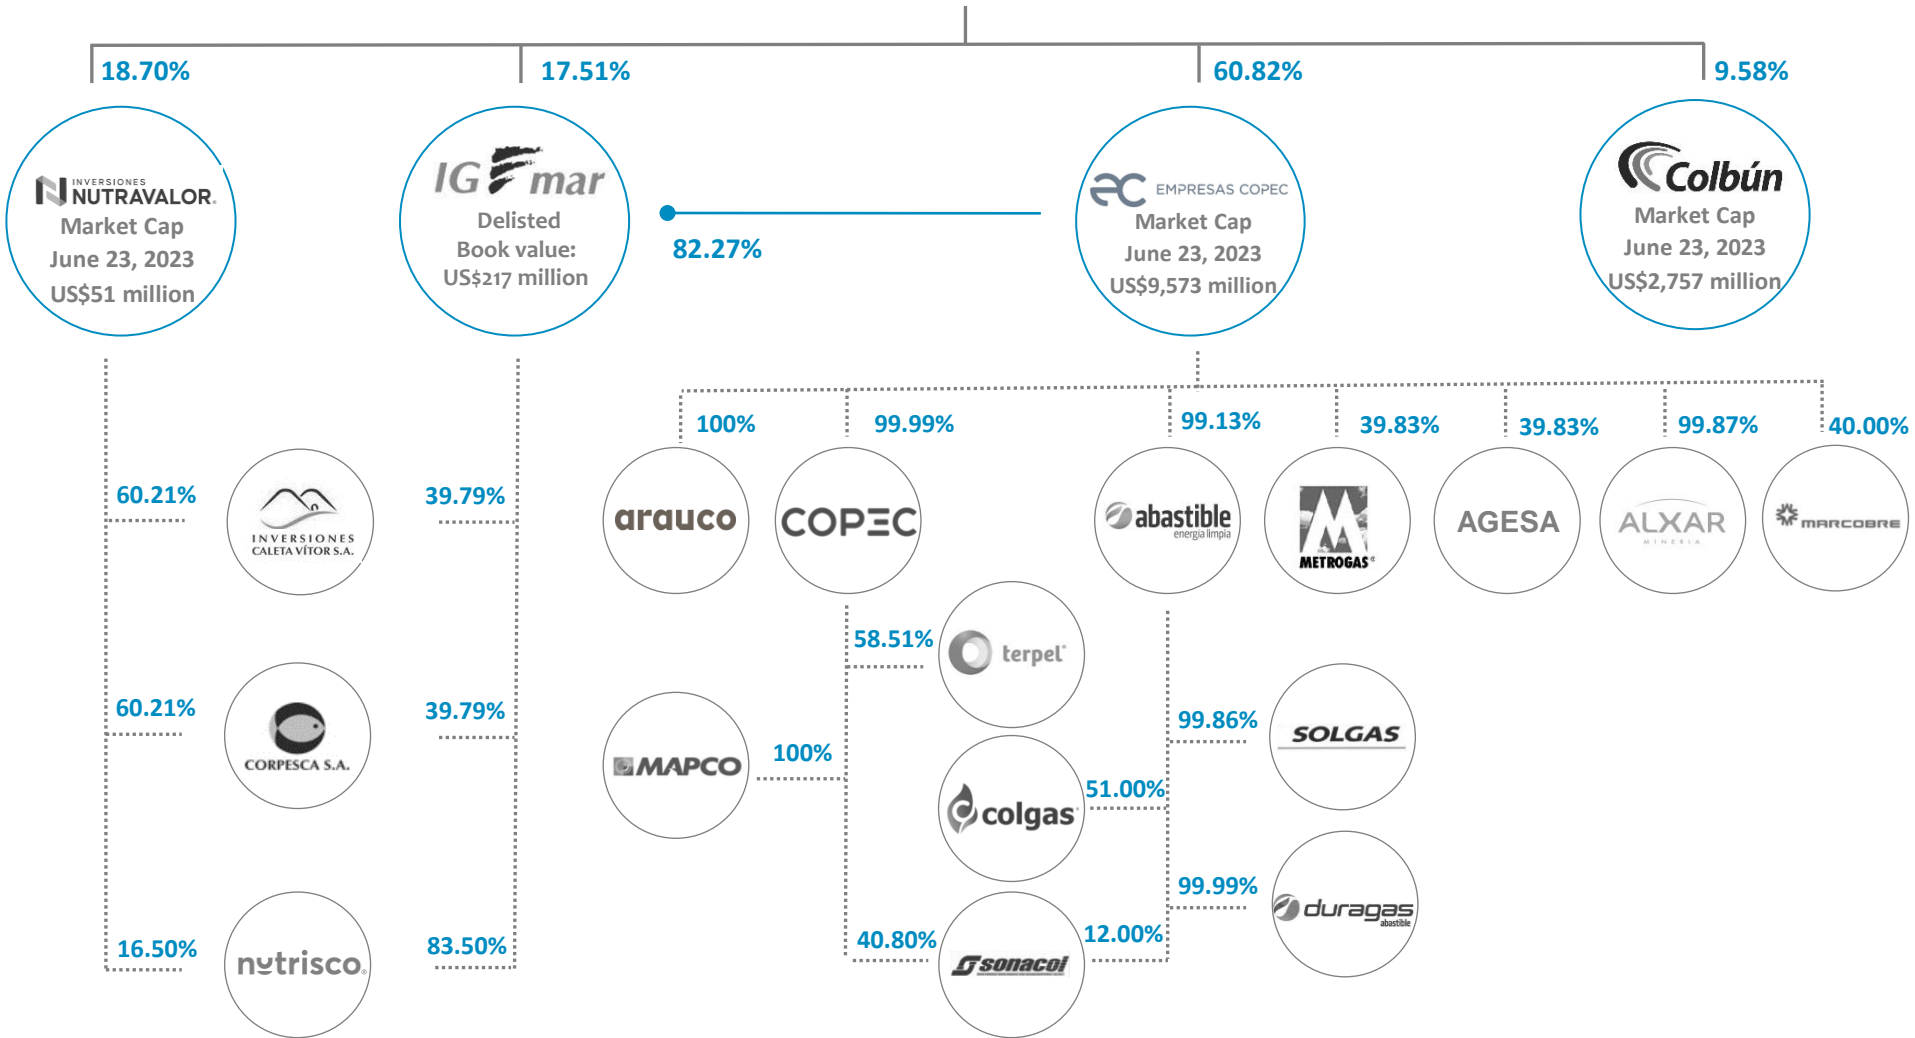 18.70%
17.51%
60.82%
9.58%
INVERSIONES
NUTRAVALOR®
Market Cap
June 23, 2023
US$51 million
IG mar
Delisted
Book value:
US$217 million
82.27%
EMPRESAS COPEC
Market Cap
June 23, 2023
US$9,573 million
Colbún
Market Cap
June 23, 2023
US$2,757 million
100%
99.99%
99.13%
39.83%
39.83%
99.87%
40.00%
60.21%
INVERSIONES
CALETA VÍTOR S.A.
39.79%
arauco
COPEC
abastible
energía limpia
METROGAS®
AGESA
ALXAR
MINERIA
MARCOBRE
58.51%
terpel®
60.21%
CORPESCA S.A.
39.79%
MAPCO
100%
99.86%
SOLGAS
colgas
51.00%
16.50%
nutrisco®
83.50%
40.80%
sonacol
12.00%
99.99%
duragas
abastible